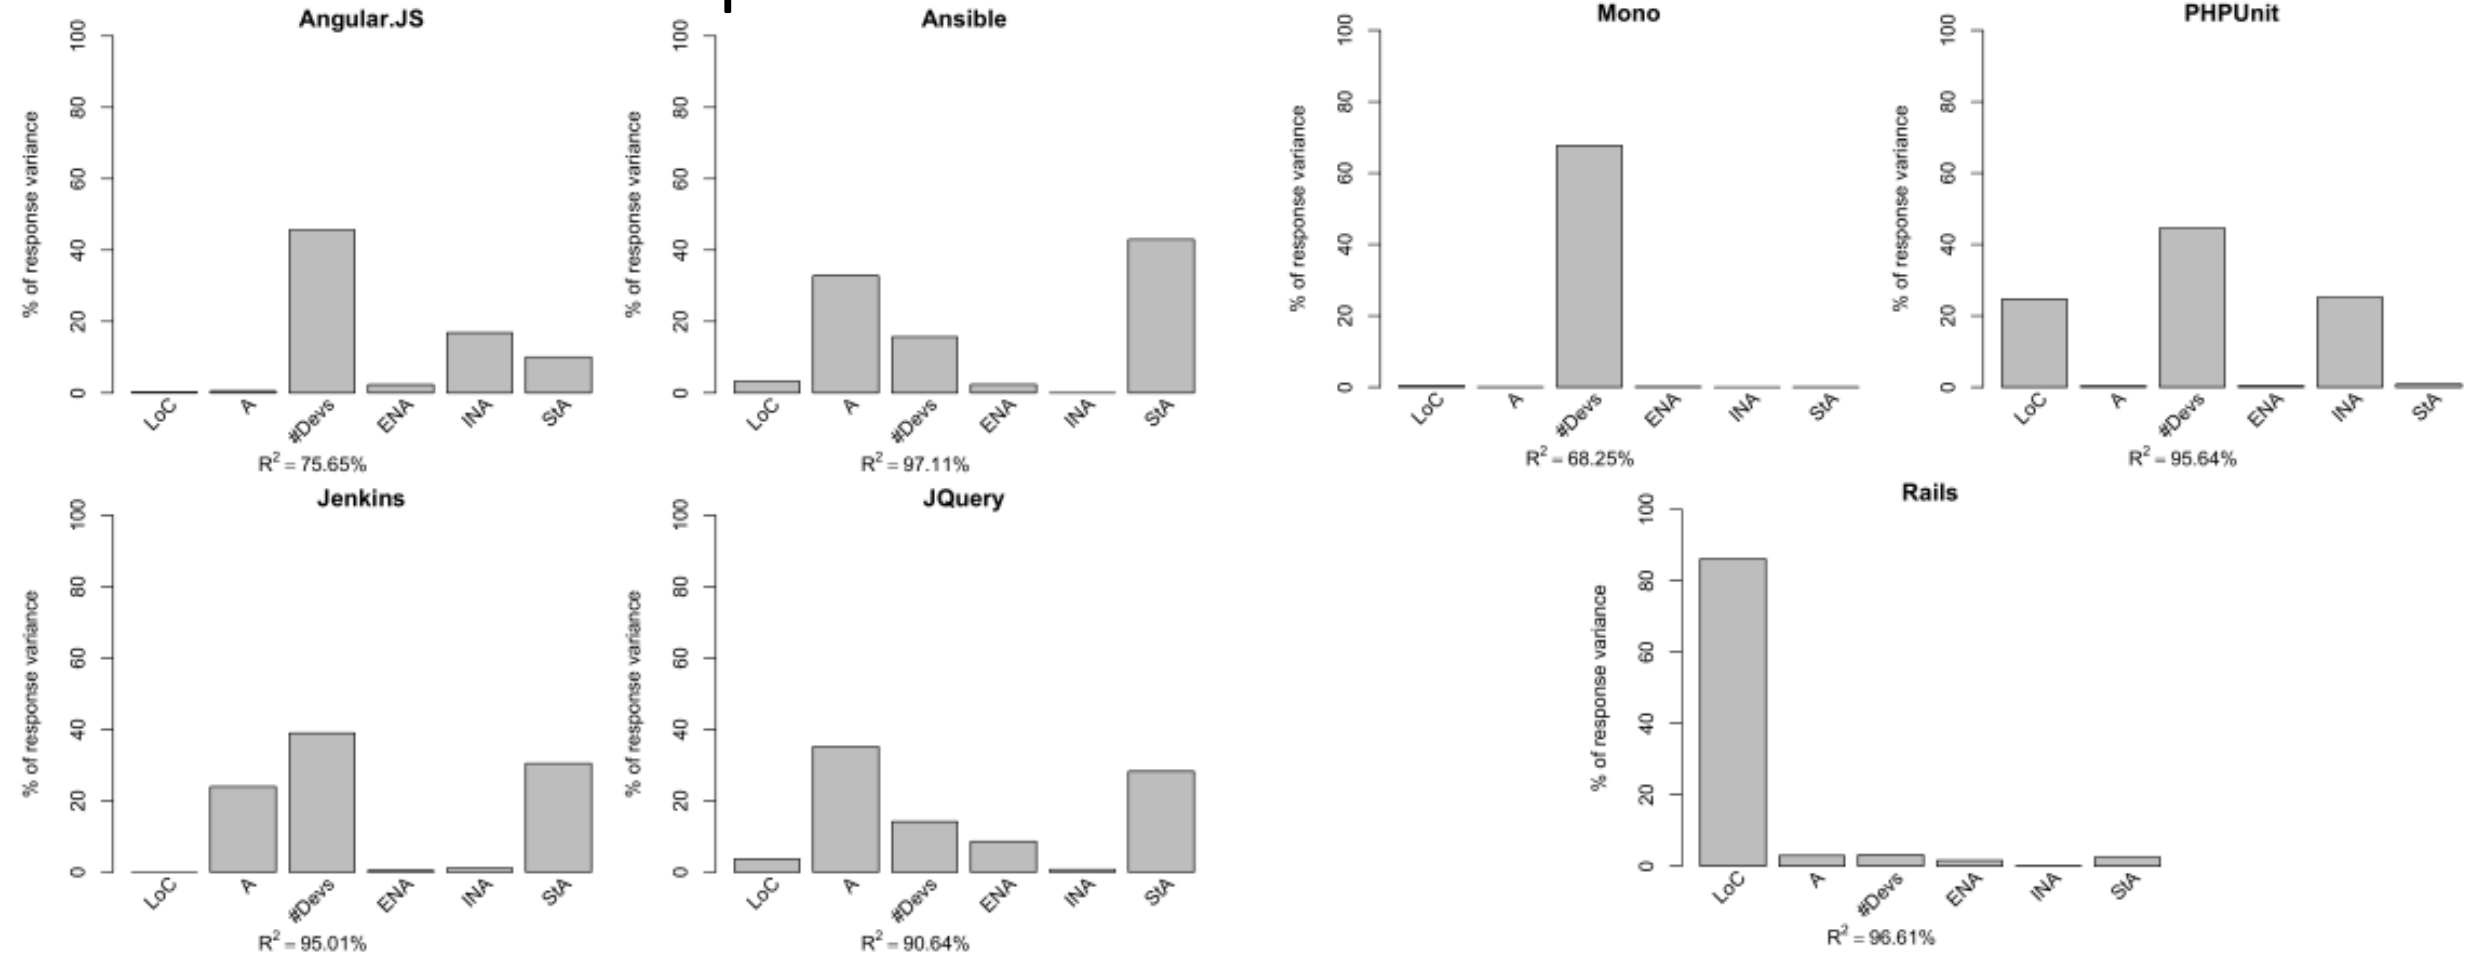 Angular.JS
% of response variance
100
80
60
40
20
0
LoC A #Devs ENA INA StA
R² = 75.65%
Ansible
% of response variance
100
80
60
40
20
0
LoC A #Devs ENA INA StA
R² = 97.11%
Mono
% of response variance
100
80
60
40
20
0
LoC A #Devs ENA INA StA
R² = 68.25%
PHPUnit
% of response variance
100
80
60
40
20
0
LoC A #Devs ENA INA StA
R² = 95.64%
Jenkins
% of response variance
100
80
60
40
20
0
LoC A #Devs ENA INA StA
R² = 95.01%
JQuery
% of response variance
100
80
60
40
20
0
LoC A #Devs ENA INA StA
R² = 90.64%
Rails
% of response variance
100
80
60
40
20
0
LoC A #Devs ENA INA StA
R² = 96.61%